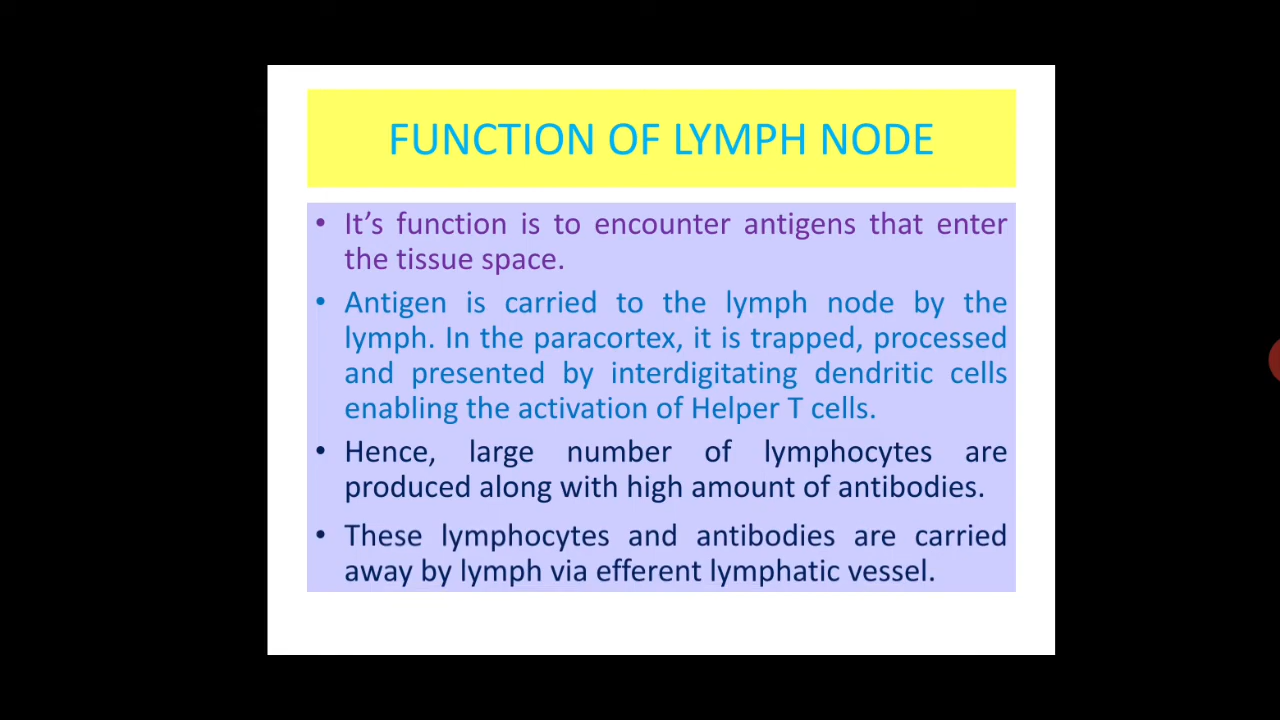 FUNCTION OF LYMPH NODE
• It's function is to encounter antigens that enter
the tissue space.
• Antigen is carried to the lymph node by the
lymph. In the paracortex, it is trapped, processed
and presented by interdigitating dendritic cells
enabling the activation of Helper T cells.
• Hence, large number of lymphocytes are
produced along with high amount of antibodies.
• These lymphocytes and antibodies are carried
away by lymph via efferent lymphatic vessel.